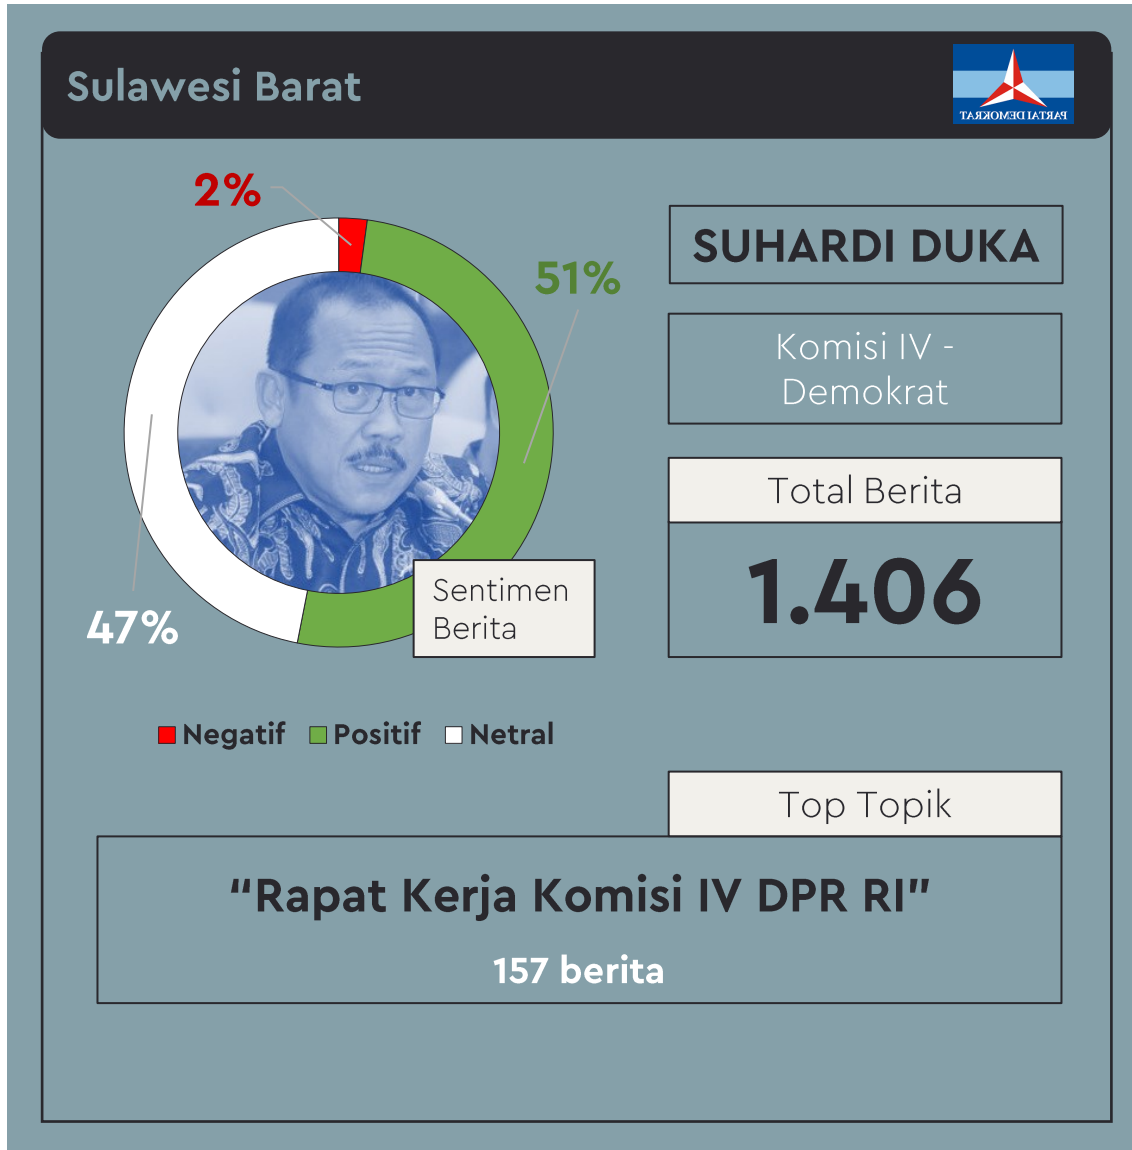 Sulawesi Barat
PARTAI DEMOKRAT
2%
51%
47%
Sentimen
Berita
Negatif Positif Netral
SUHARDI DUKA
Komisi IV -
Demokrat
Total Berita
1.406
Top Topik
“Rapat Kerja Komisi IV DPR RI”
157 berita